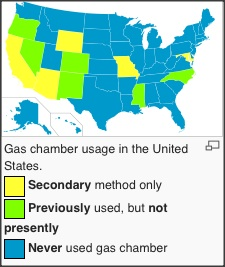 Gas chamber usage in the United
States.
Secondary method only
Previously used, but not
presently
Never used gas chamber